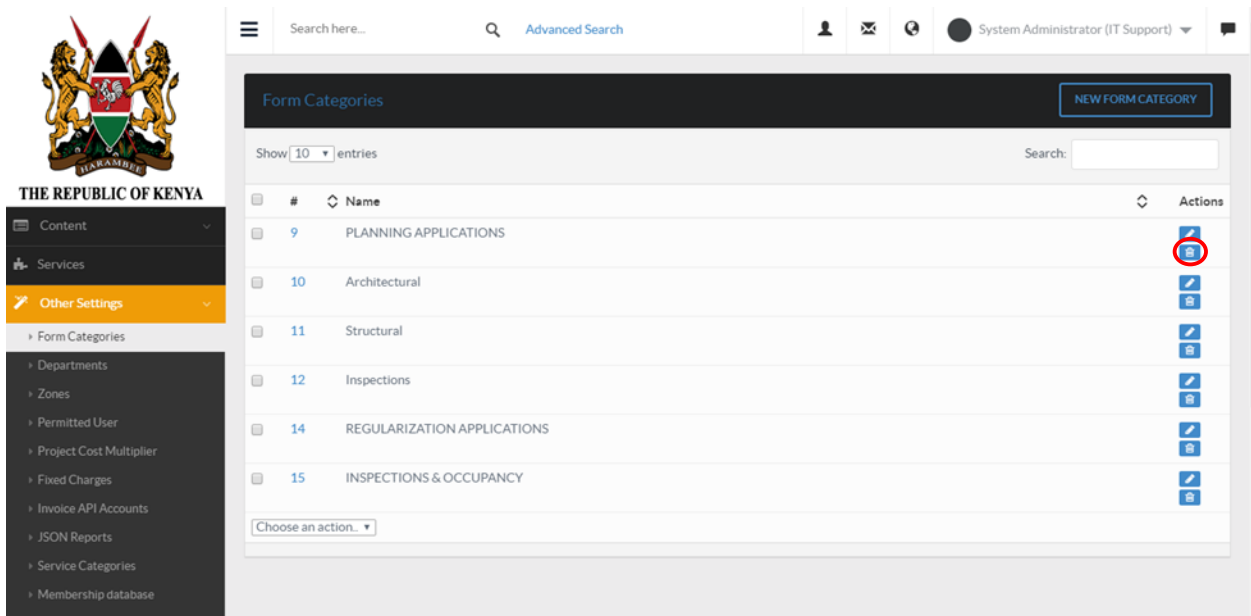 Search here...
Advanced Search
System Administrator (IT Support)
HARAMBEE
THE REPUBLIC OF KENYA
Content
Services
Other Settings
Form Categories
Departments
Zones
Permitted User
Project Cost Multiplier
Fixed Charges
Invoice API Accounts
JSON Reports
Service Categories
Membership database
Form Categories
NEW FORM CATEGORY
Show 10 entries
Search:
# Name Actions
9 PLANNING APPLICATIONS
10 Architectural
11 Structural
12 Inspections
14 REGULARIZATION APPLICATIONS
15 INSPECTIONS & OCCUPANCY
Choose an action..